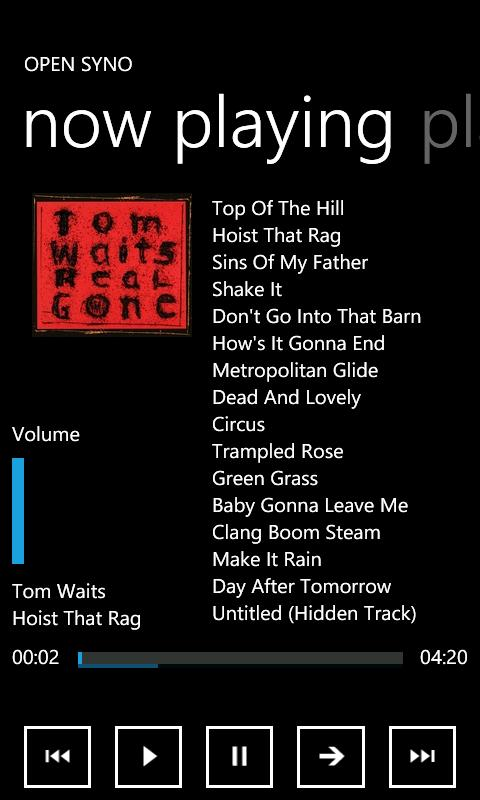 OPEN SYNO
now playing pl
Tom
Waits
Real
Gone
Top Of The Hill
Hoist That Rag
Sins Of My Father
Shake It
Don't Go Into That Barn
How's It Gonna End
Metropolitan Glide
Dead And Lovely
Circus
Trampled Rose
Green Grass
Baby Gonna Leave Me
Clang Boom Steam
Make It Rain
Day After Tomorrow
Untitled (Hidden Track)
Volume
Tom Waits
Hoist That Rag
00:02 04:20